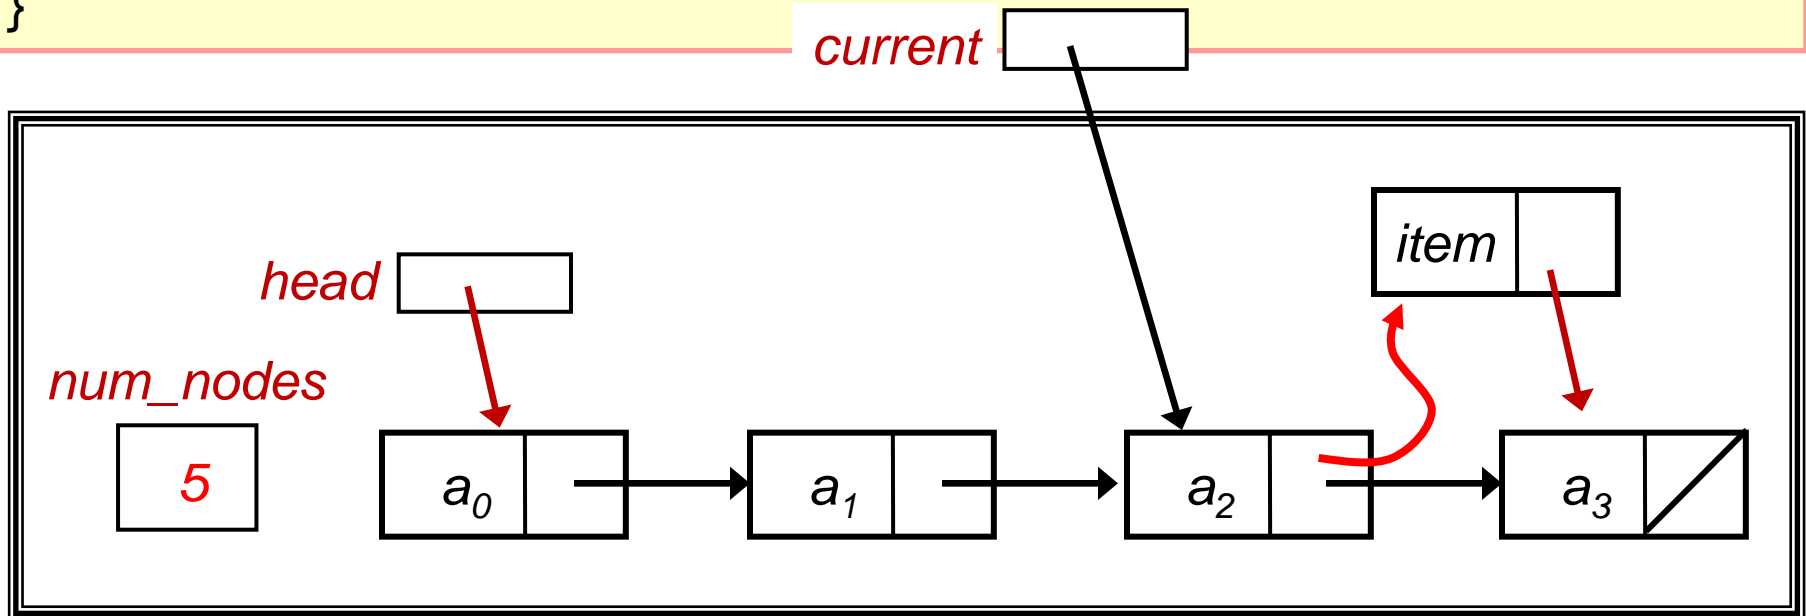 }
current
item
head
num_nodes
5
a0
a1
a2
a3